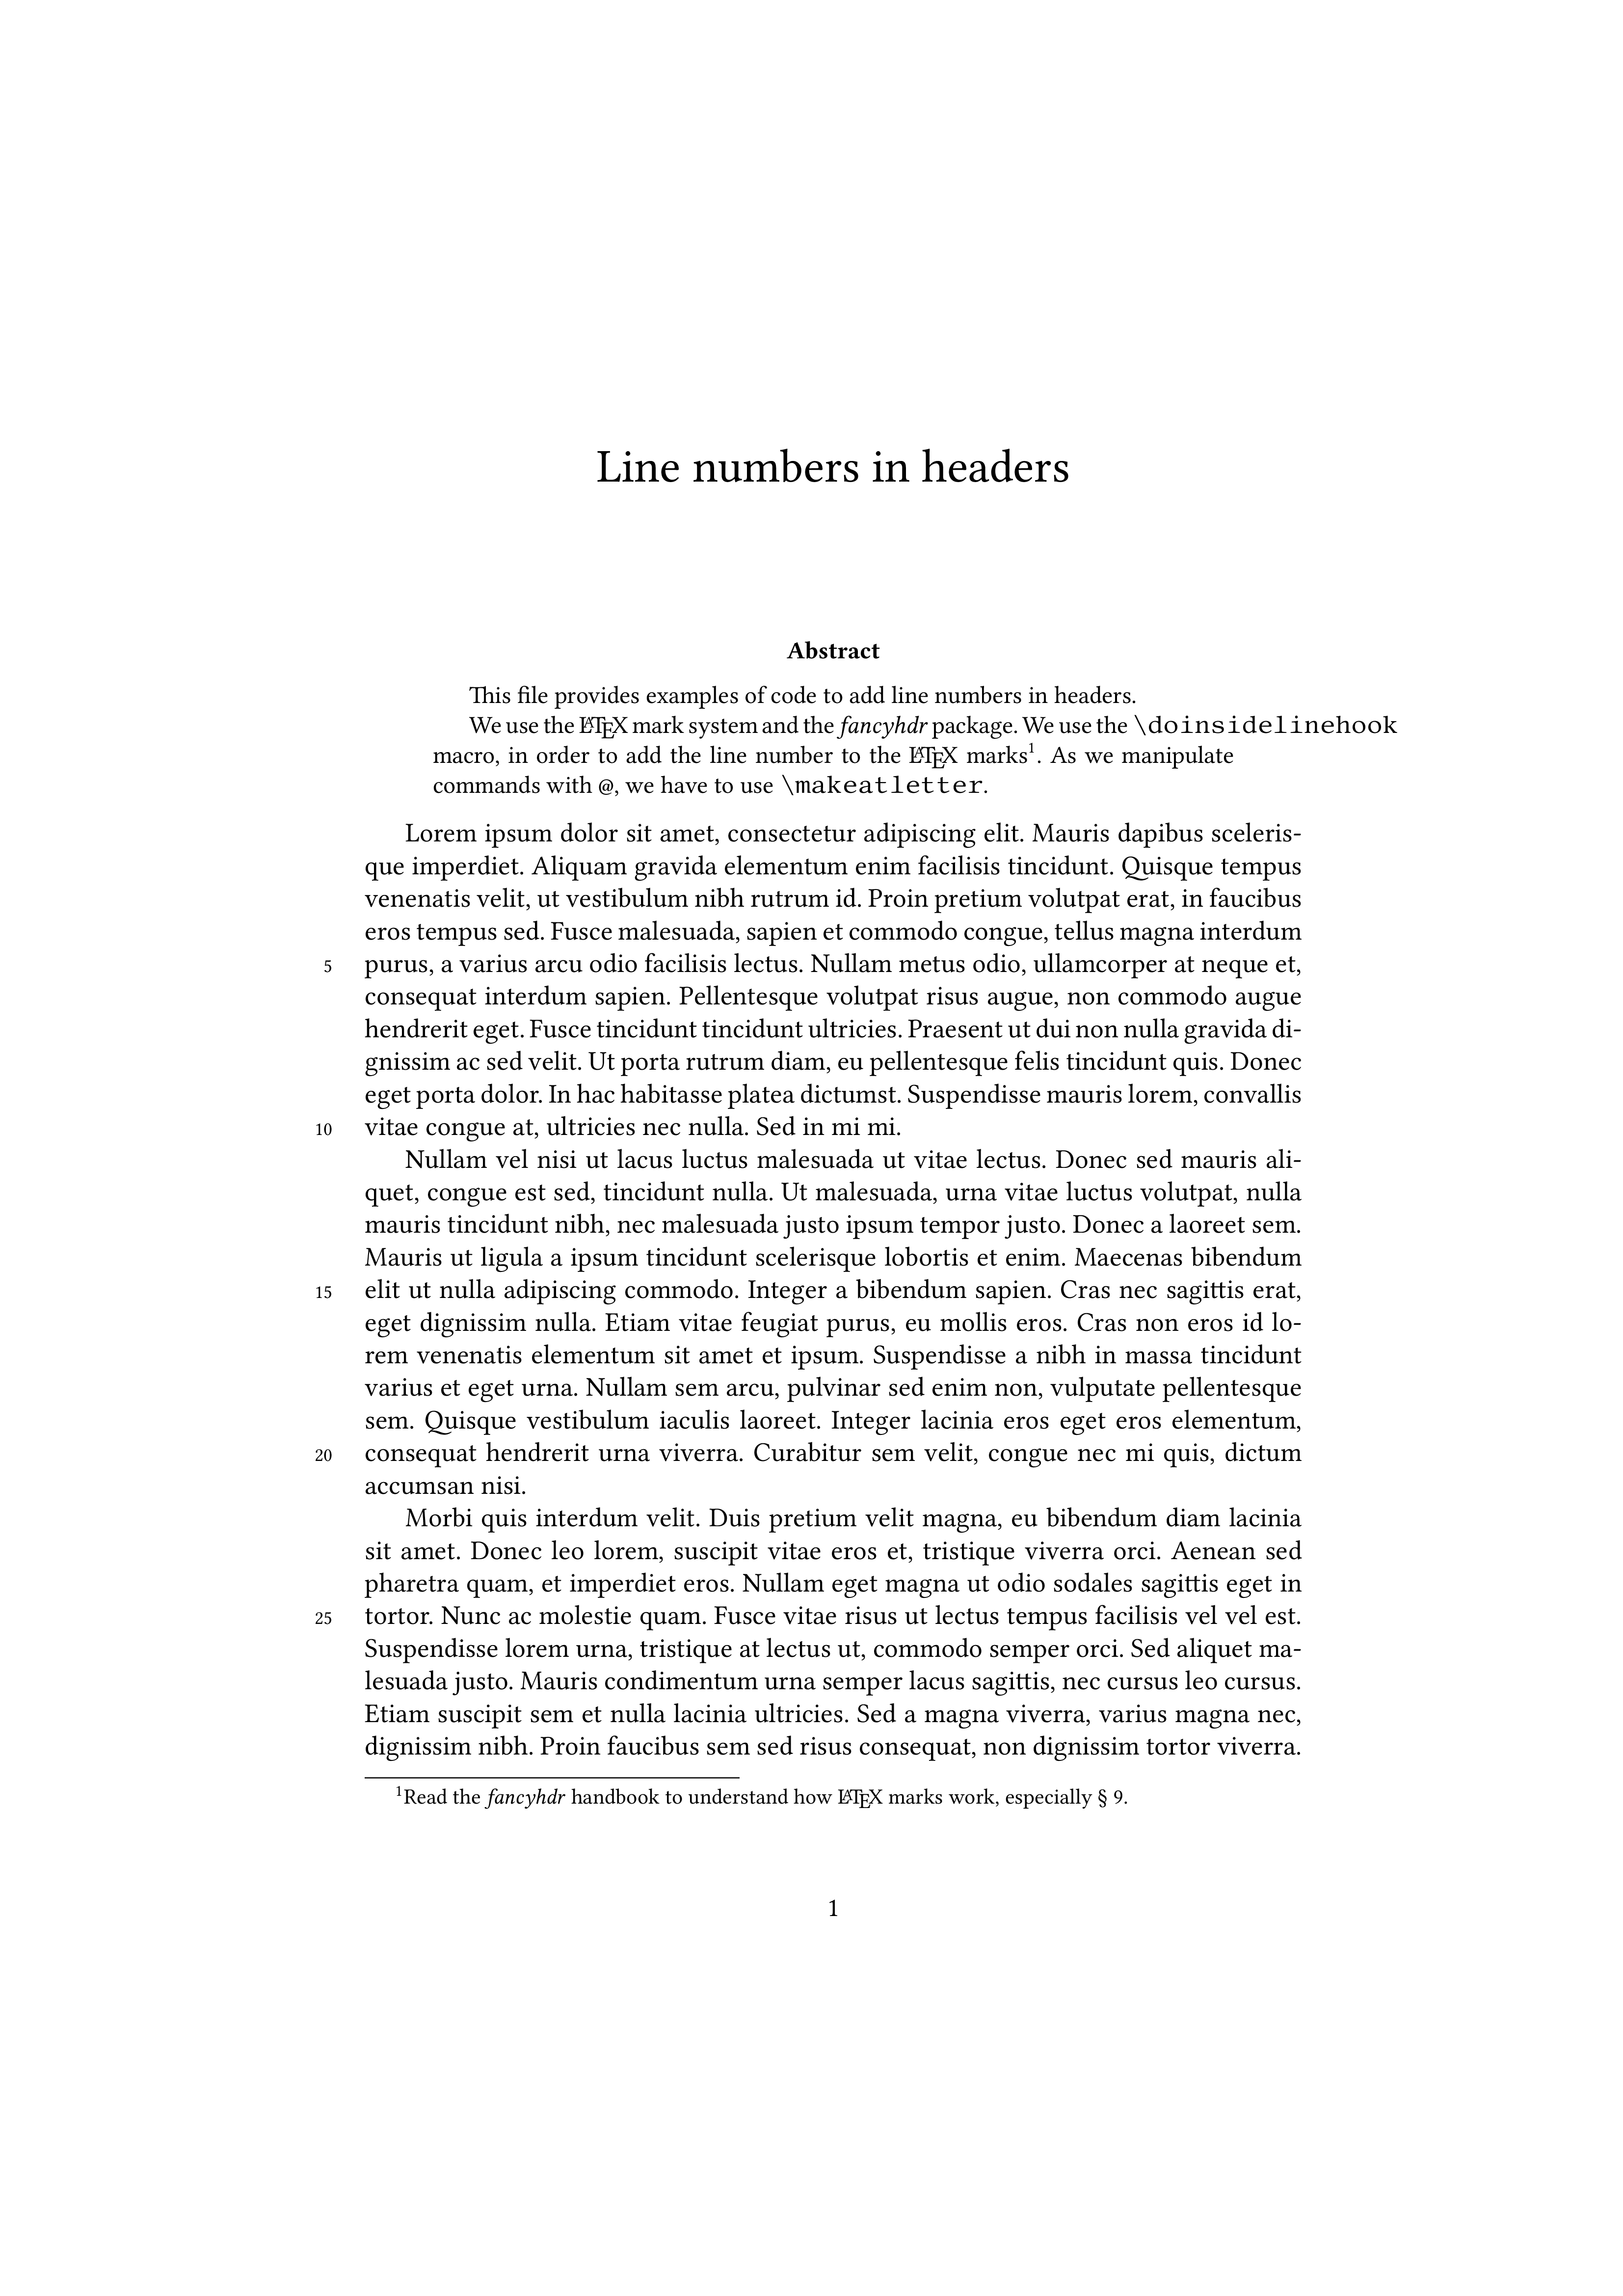 Line numbers in headers
Abstract
This file provides examples of code to add line numbers in headers.
We use the LATEX mark system and the fancyhdr package. We use the \doinsidelinehook
macro, in order to add the line number to the LATEX marks1. As we manipulate
commands with @, we have to use \makeatletter.
Lorem ipsum dolor sit amet, consectetur adipiscing elit. Mauris dapibus sceleris-
que imperdiet. Aliquam gravida elementum enim facilisis tincidunt. Quisque tempus
venenatis velit, ut vestibulum nibh rutrum id. Proin pretium volutpat erat, in faucibus
eros tempus sed. Fusce malesuada, sapien et commodo congue, tellus magna interdum
5 purus, a varius arcu odio facilisis lectus. Nullam metus odio, ullamcorper at neque et,
consequat interdum sapien. Pellentesque volutpat risus augue, non commodo augue
hendrerit eget. Fusce tincidunt tincidunt ultricies. Praesent ut dui non nulla gravida di-
gnissim ac sed velit. Ut porta rutrum diam, eu pellentesque felis tincidunt quis. Donec
eget porta dolor. In hac habitasse platea dictumst. Suspendisse mauris lorem, convallis
10 vitae congue at, ultricies nec nulla. Sed in mi mi.
Nullam vel nisi ut lacus luctus malesuada ut vitae lectus. Donec sed mauris ali-
quet, congue est sed, tincidunt nulla. Ut malesuada, urna vitae luctus volutpat, nulla
mauris tincidunt nibh, nec malesuada justo ipsum tempor justo. Donec a laoreet sem.
Mauris ut ligula a ipsum tincidunt scelerisque lobortis et enim. Maecenas bibendum
15 elit ut nulla adipiscing commodo. Integer a bibendum sapien. Cras nec sagittis erat,
eget dignissim nulla. Etiam vitae feugiat purus, eu mollis eros. Cras non eros id lo-
rem venenatis elementum sit amet et ipsum. Suspendisse a nibh in massa tincidunt
varius et eget urna. Nullam sem arcu, pulvinar sed enim non, vulputate pellentesque
sem. Quisque vestibulum iaculis laoreet. Integer lacinia eros eget eros elementum,
20 consequat hendrerit urna viverra. Curabitur sem velit, congue nec mi quis, dictum
accumsan nisi.
Morbi quis interdum velit. Duis pretium velit magna, eu bibendum diam lacinia
sit amet. Donec leo lorem, suscipit vitae eros et, tristique viverra orci. Aenean sed
pharetra quam, et imperdiet eros. Nullam eget magna ut odio sodales sagittis eget in
25 tortor. Nunc ac molestie quam. Fusce vitae risus ut lectus tempus facilisis vel vel est.
Suspendisse lorem urna, tristique at lectus ut, commodo semper orci. Sed aliquet ma-
lesuada justo. Mauris condimentum urna semper lacus sagittis, nec cursus leo cursus.
Etiam suscipit sem et nulla lacinia ultricies. Sed a magna viverra, varius magna nec,
dignissim nibh. Proin faucibus sem sed risus consequat, non dignissim tortor viverra.
1Read the fancyhdr handbook to understand how LATEX marks work, especially § 9.
1